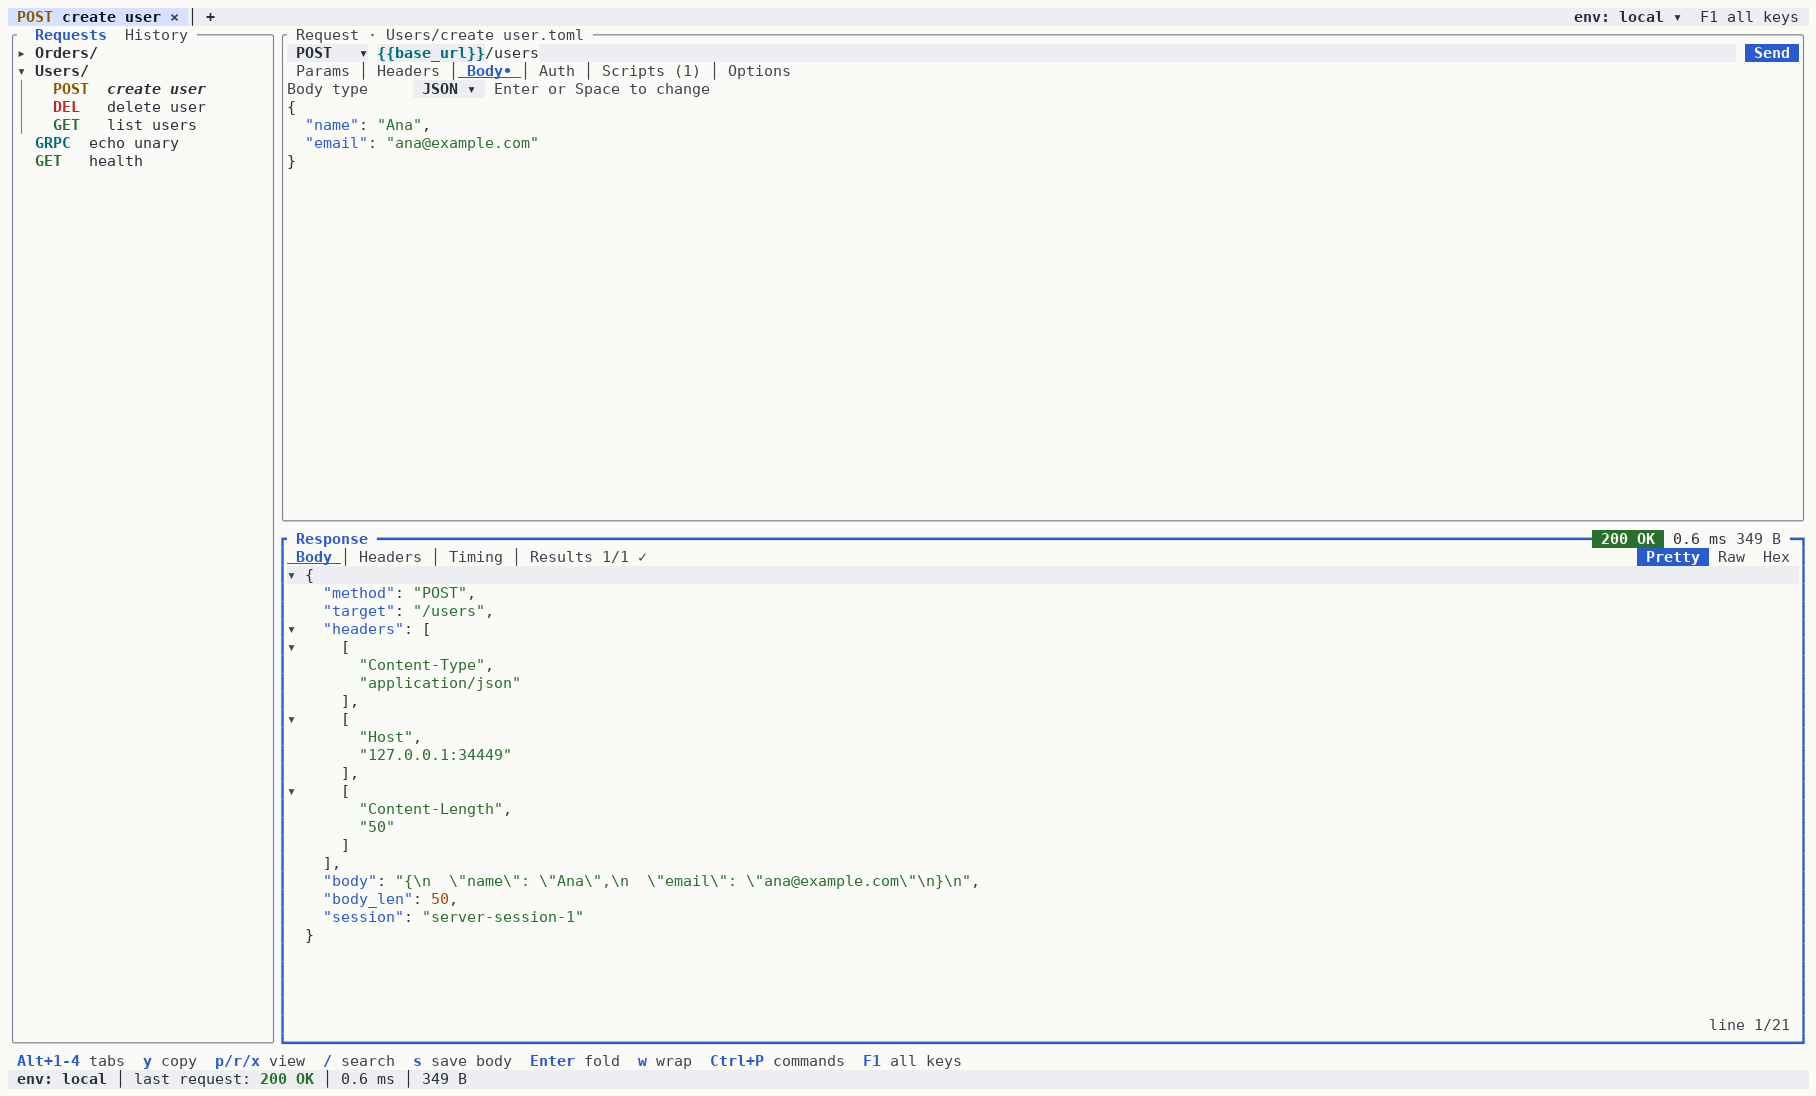 POST create user × │ + env: local ▾ F1 all keys
Requests History
▸ Orders/
▾ Users/
POST create user
DEL delete user
GET list users
GRPC echo unary
GET health
Request · Users/create user.toml
POST ▾ {{base_url}}/users Send
Params │ Headers │ Body• │ Auth │ Scripts (1) │ Options
Body type JSON ▾ Enter or Space to change
{
  "name": "Ana",
  "email": "ana@example.com"
}
Response 200 OK 0.6 ms 349 B
Body │ Headers │ Timing │ Results 1/1 ✓ Pretty Raw Hex
▾ {
    "method": "POST",
    "target": "/users",
▾   "headers": [
▾     [
        "Content-Type",
        "application/json"
      ],
▾     [
        "Host",
        "127.0.0.1:34449"
      ],
▾     [
        "Content-Length",
        "50"
      ]
    ],
    "body": "{\n  \"name\": \"Ana\",\n  \"email\": \"ana@example.com\"\n}\n",
    "body_len": 50,
    "session": "server-session-1"
  }
line 1/21
Alt+1-4 tabs y copy p/r/x view / search s save body Enter fold w wrap Ctrl+P commands F1 all keys
env: local │ last request: 200 OK │ 0.6 ms │ 349 B